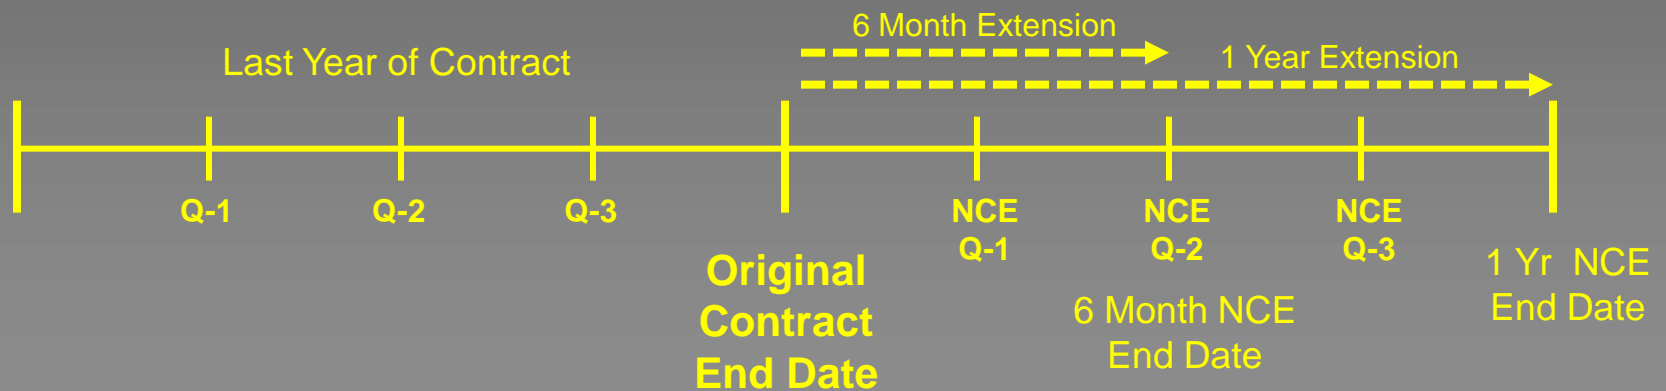 6 Month Extension
Last Year of Contract
1 Year Extension
Q-1
Q-2
Q-3
Original
Contract
End Date
NCE
Q-1
NCE
Q-2
6 Month NCE
End Date
NCE
Q-3
1 Yr NCE
End Date